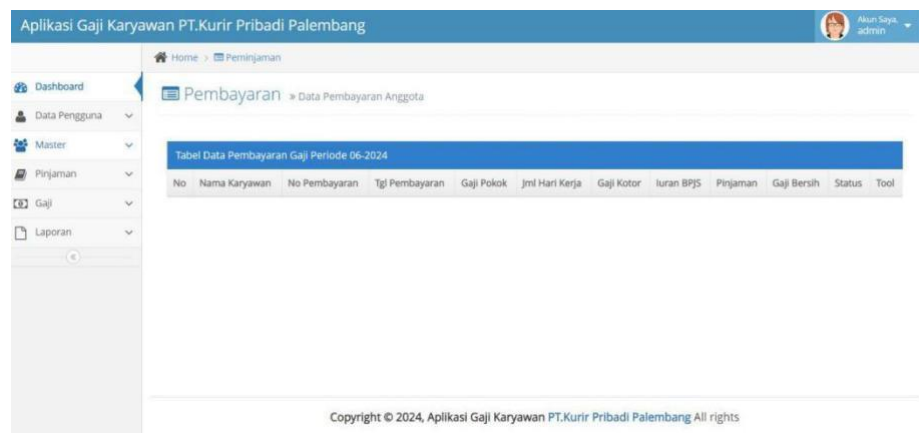 Aplikasi Gaji Karyawan PT.Kurir Pribadi Palembang
Akun Saya,
admin
Home > Peminjaman
Dashboard
Data Pengguna
Master
Pinjaman
Gaji
Laporan
Pembayaran » Data Pembayaran Anggota
Tabel Data Pembayaran Gaji Periode 06-2024
No Nama Karyawan No Pembayaran Tgl Pembayaran Gaji Pokok Jml Hari Kerja Gaji Kotor Iuran BPJS Pinjaman Gaji Bersih Status Tool
Copyright © 2024, Aplikasi Gaji Karyawan PT.Kurir Pribadi Palembang All rights